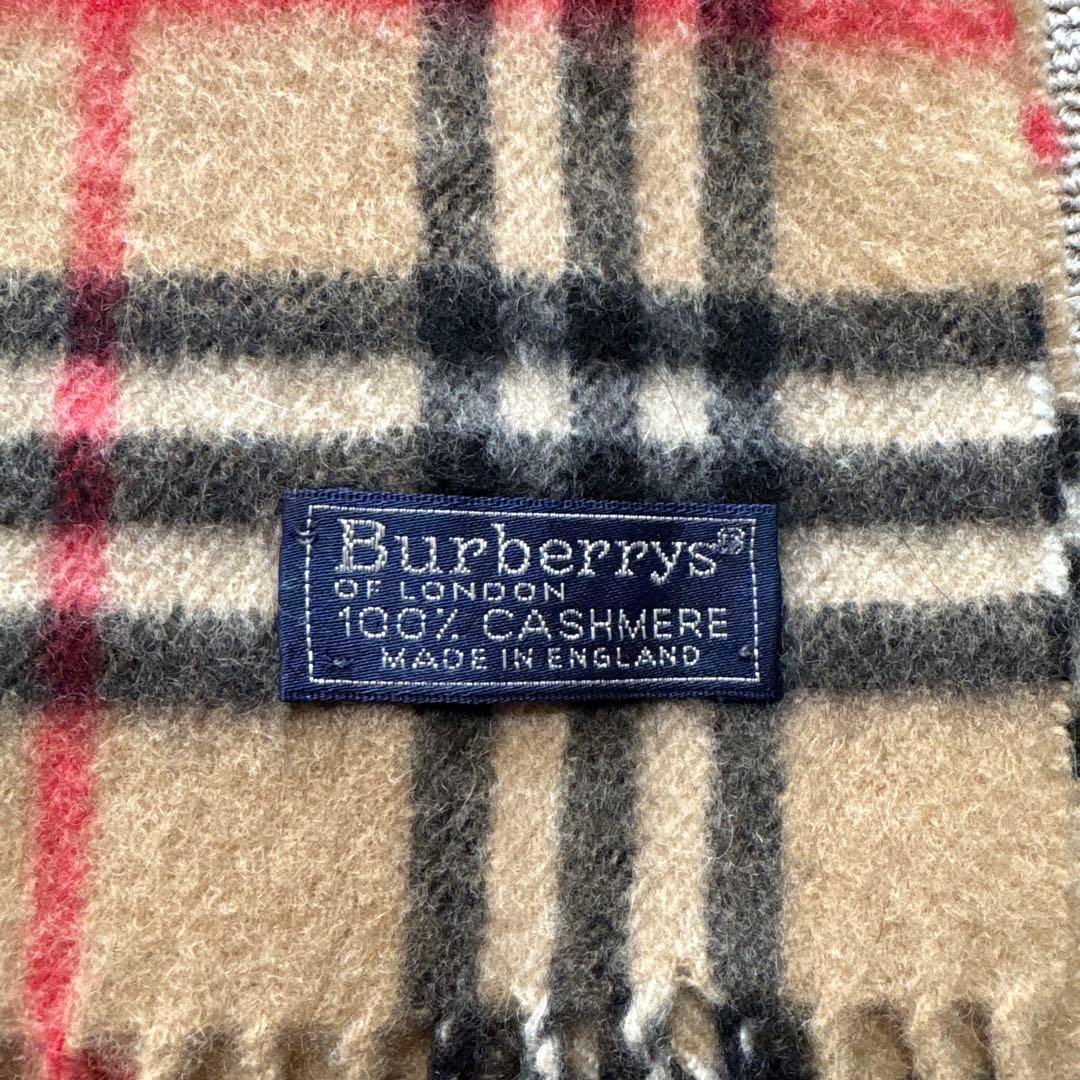 Burberrys®
OF LONDON
100% CASHMERE
MADE IN ENGLAND